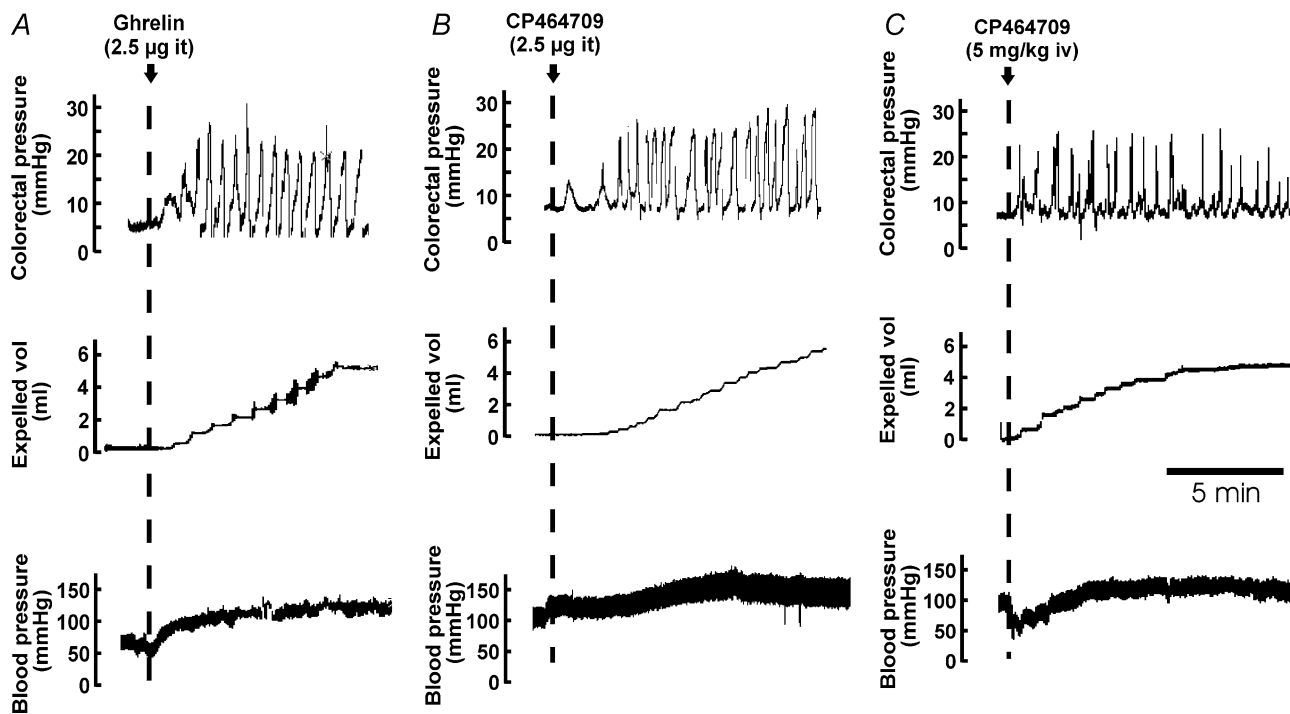 A
Ghrelin
(2.5 µg it)
Colorectal pressure
(mmHg)
30
20
10
0
Expelled vol
(ml)
6
4
2
0
Blood pressure
(mmHg)
150
100
50
0
B
CP464709
(2.5 µg it)
Colorectal pressure
(mmHg)
30
20
10
0
Expelled vol
(ml)
6
4
2
0
Blood pressure
(mmHg)
150
100
50
0
C
CP464709
(5 mg/kg iv)
Colorectal pressure
(mmHg)
30
20
10
0
Expelled vol
(ml)
6
4
2
0
5 min
Blood pressure
(mmHg)
150
100
50
0